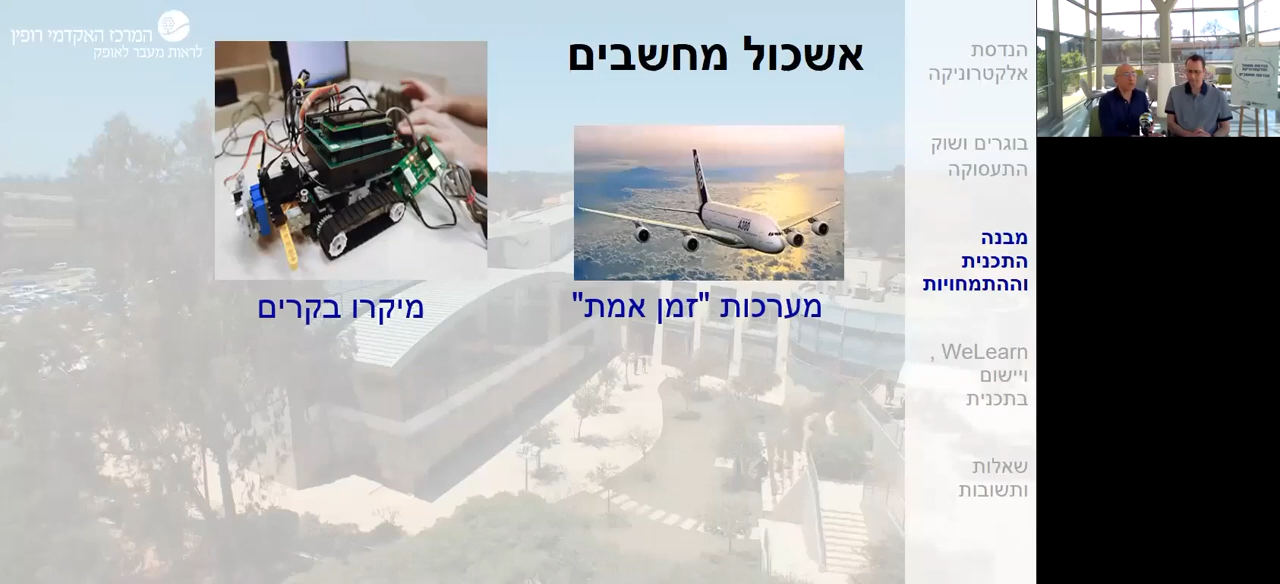 המרכז האקדמי רופין
לראות מעבר לאופק
אשכול מחשבים
A380
מערכות "זמן אמת"
מיקרו בקרים
הנדסת
אלקטרוניקה
בוגרים ושוק
התעסוקה
מבנה
התכנית
וההתמחויות
WeLearn ,
ויישום
בתכנית
שאלות
ותשובות